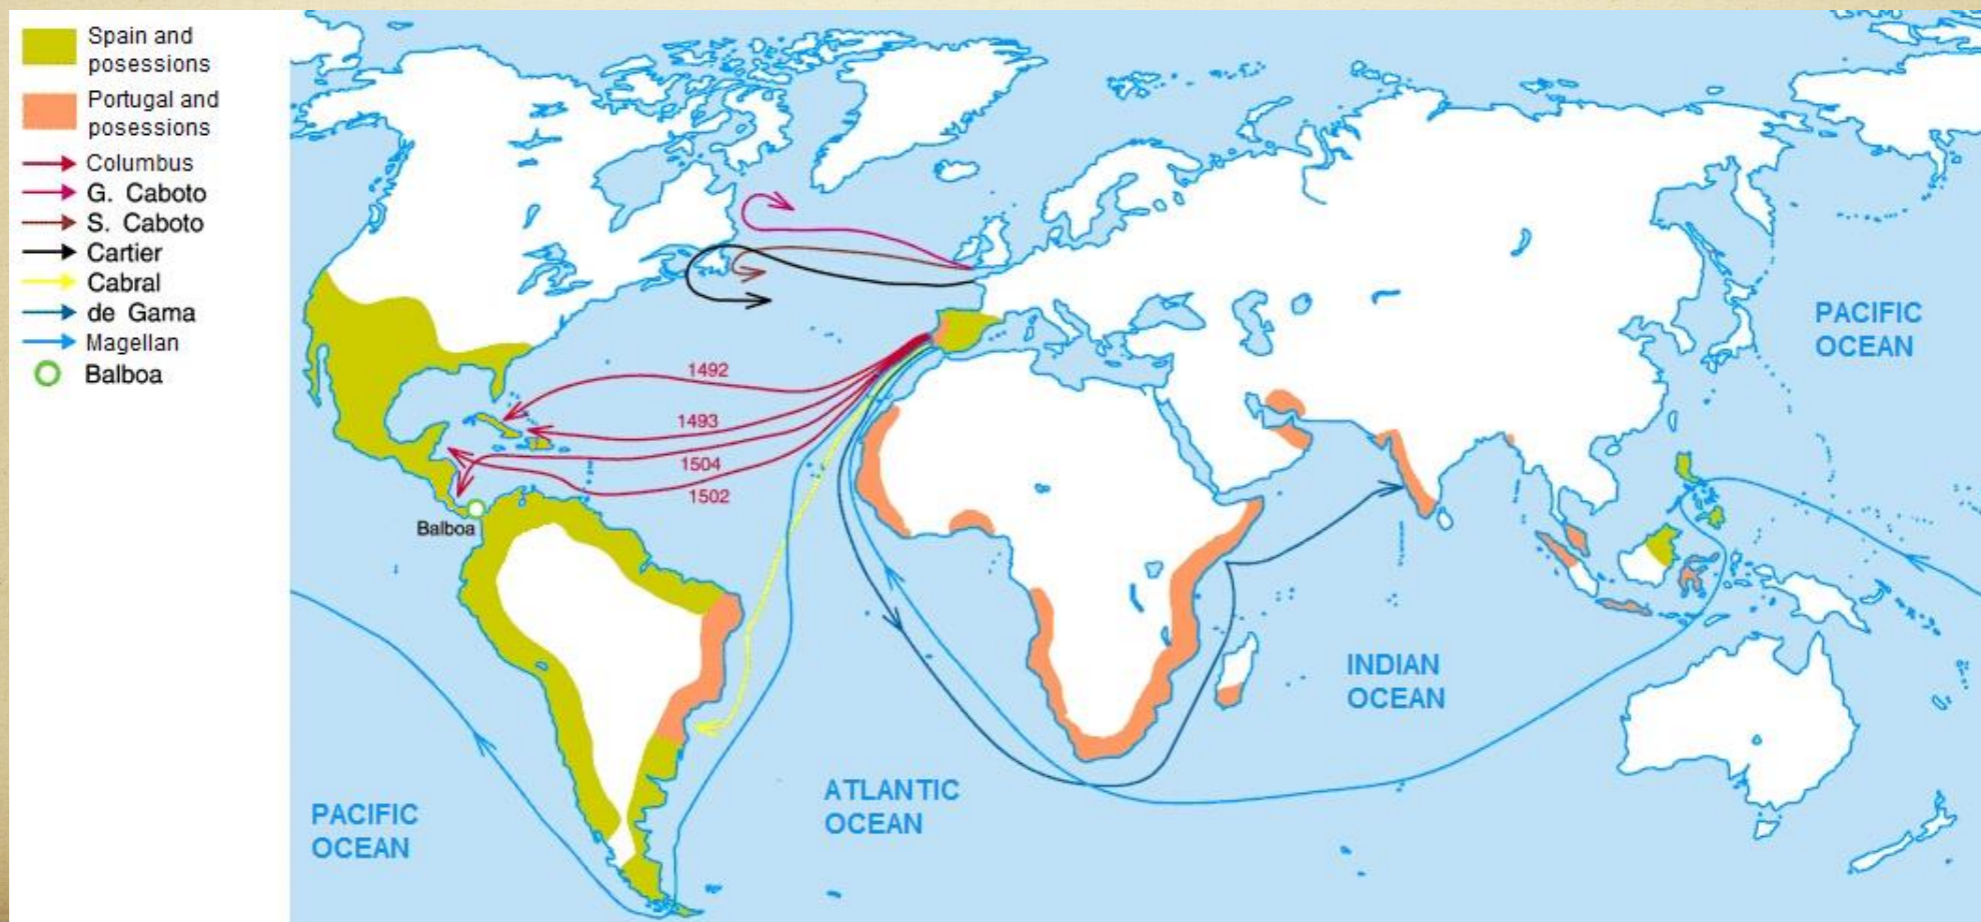 Spain and
posessions
Portugal and
posessions
Columbus
G. Caboto
S. Caboto
Cartier
Cabral
de Gama
Magellan
Balboa
1492
1493
1504
1502
Balboa
PACIFIC
OCEAN
INDIAN
OCEAN
ATLANTIC
OCEAN
PACIFIC
OCEAN